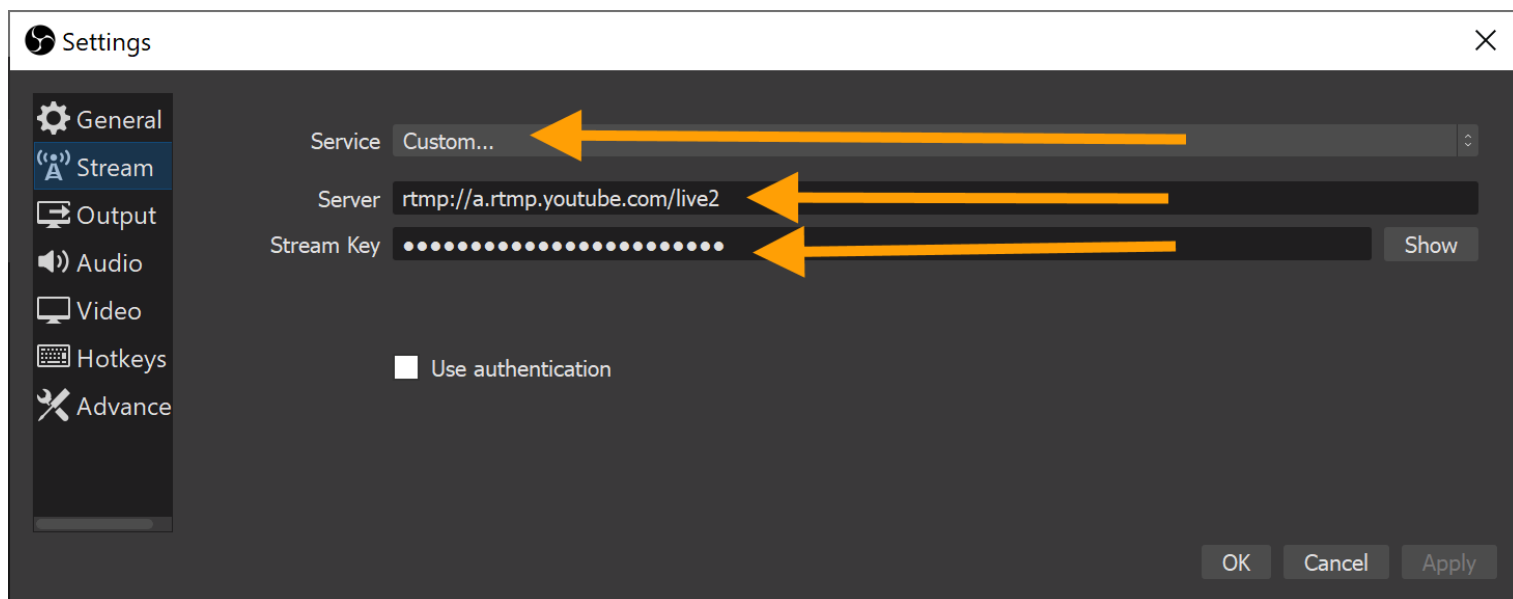 Settings
General
Stream
Output
Audio
Video
Hotkeys
Advance
Service Custom...
Server rtmp://a.rtmp.youtube.com/live2
Stream Key ●●●●●●●●●●●●●●●●●●●●●●●● Show
Use authentication
OK Cancel Apply